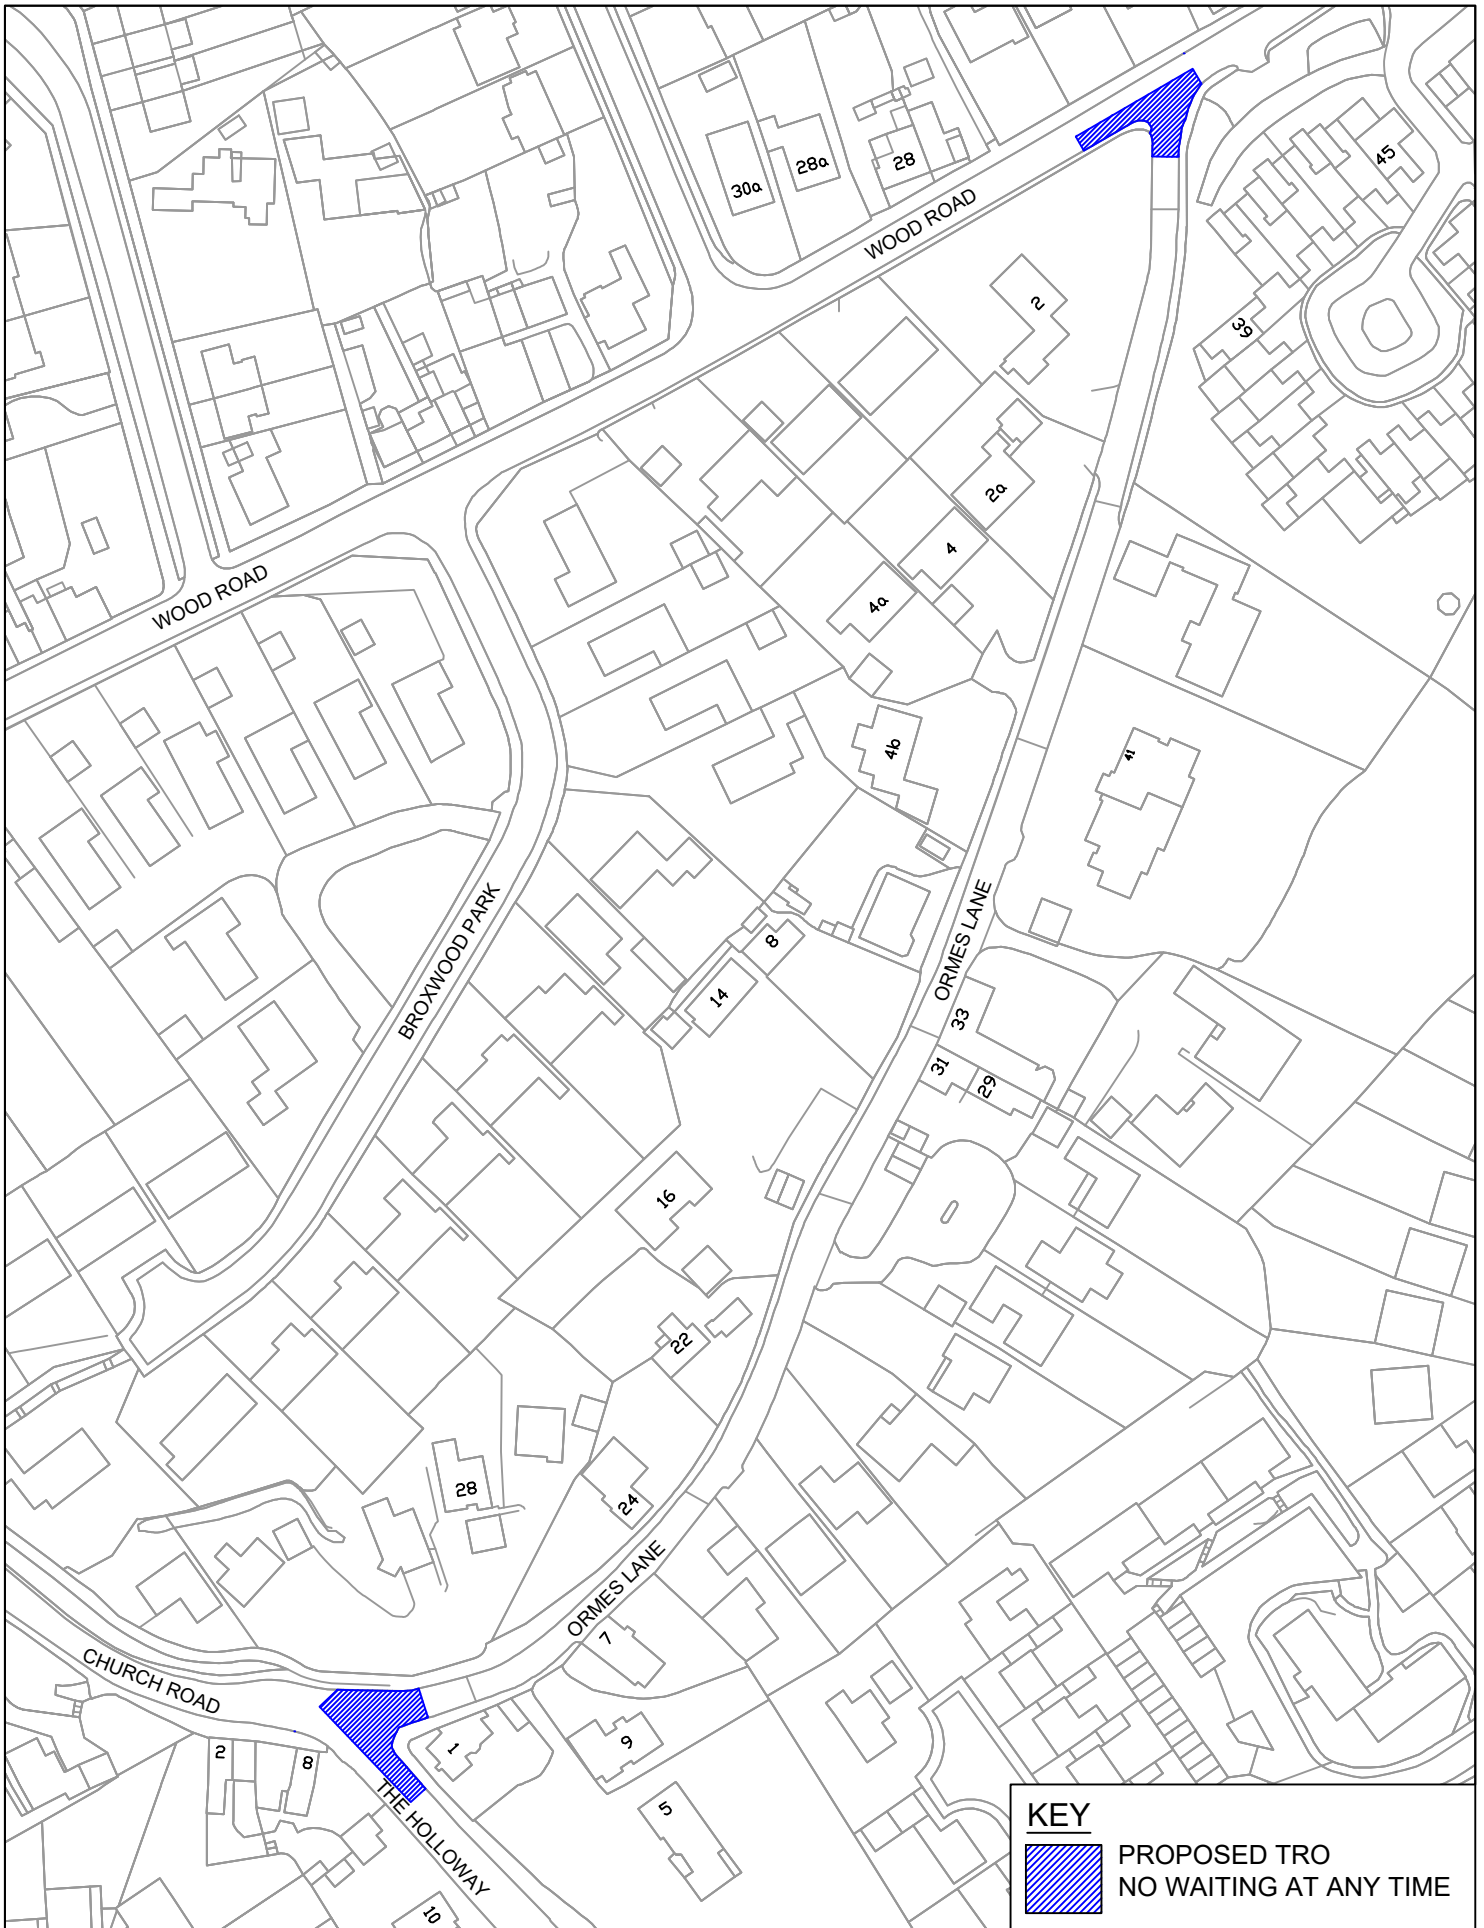 45
28
28a
30a
WOOD ROAD
2
39
2a
4
WOOD ROAD
4a
4b
41
BROXWOOD PARK
ORMES LANE
8
14
33
31
29
16
22
28
24
ORMES LANE
7
CHURCH ROAD
1
9
2
8
5
THE HOLLOWAY
10
KEY
PROPOSED TRO
NO WAITING AT ANY TIME